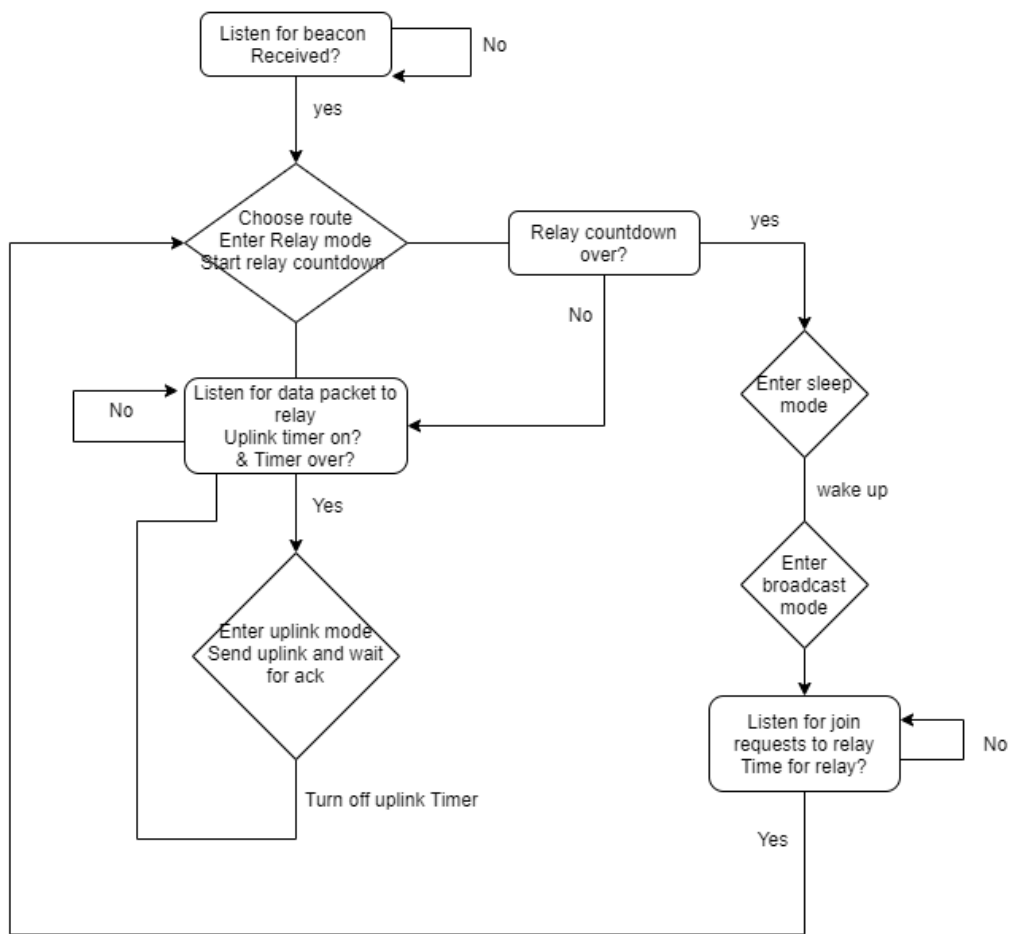 Listen for beacon
Received?
No
yes
Choose route
Enter Relay mode
Start relay countdown
Relay countdown
over?
yes
No
Enter sleep
mode
Listen for data packet to
relay
Uplink timer on?
& Timer over?
No
Yes
wake up
Enter
broadcast
mode
Enter uplink mode
Send uplink and wait
for ack
Listen for join
requests to relay
Time for relay?
No
Turn off uplink Timer
Yes